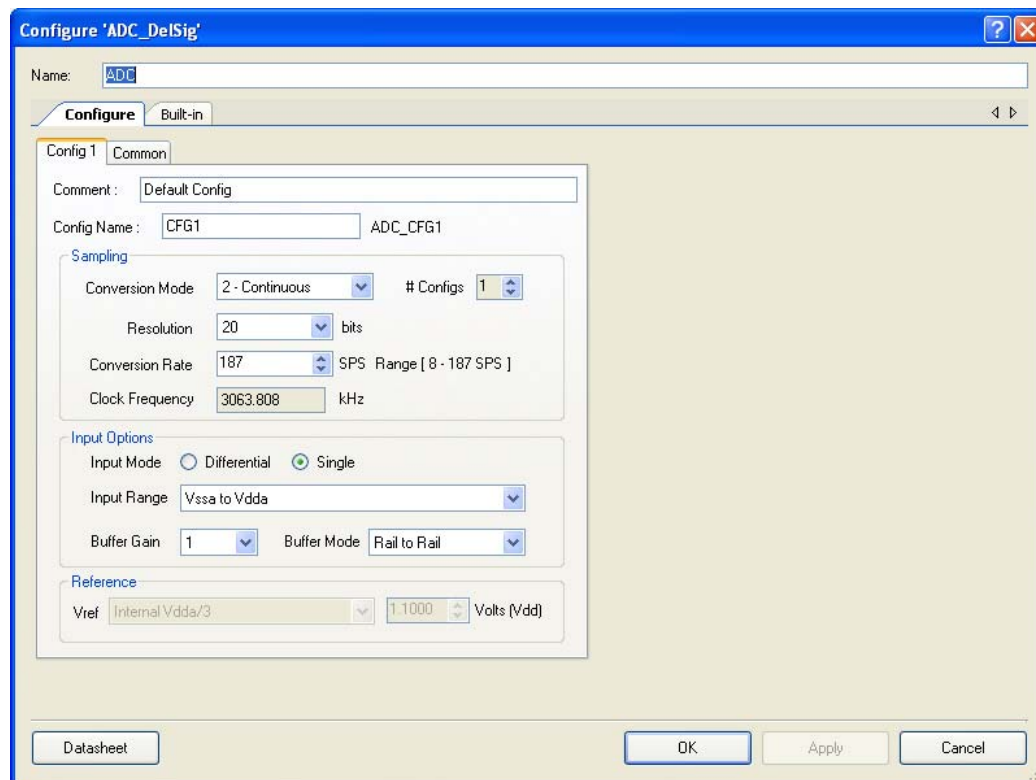 Configure 'ADC_DelSig'
Name: ADC
Configure Built-in
Config 1 Common
Comment : Default Config
Config Name : CFG1 ADC_CFG1
Sampling
Conversion Mode 2 - Continuous # Configs 1
Resolution 20 bits
Conversion Rate 187 SPS Range [ 8 - 187 SPS ]
Clock Frequency 3063.808 kHz
Input Options
Input Mode Differential Single
Input Range Vssa to Vdda
Buffer Gain 1 Buffer Mode Rail to Rail
Reference
Vref Internal Vdda/3 1.1000 Volts (Vdd)
Datasheet OK Apply Cancel